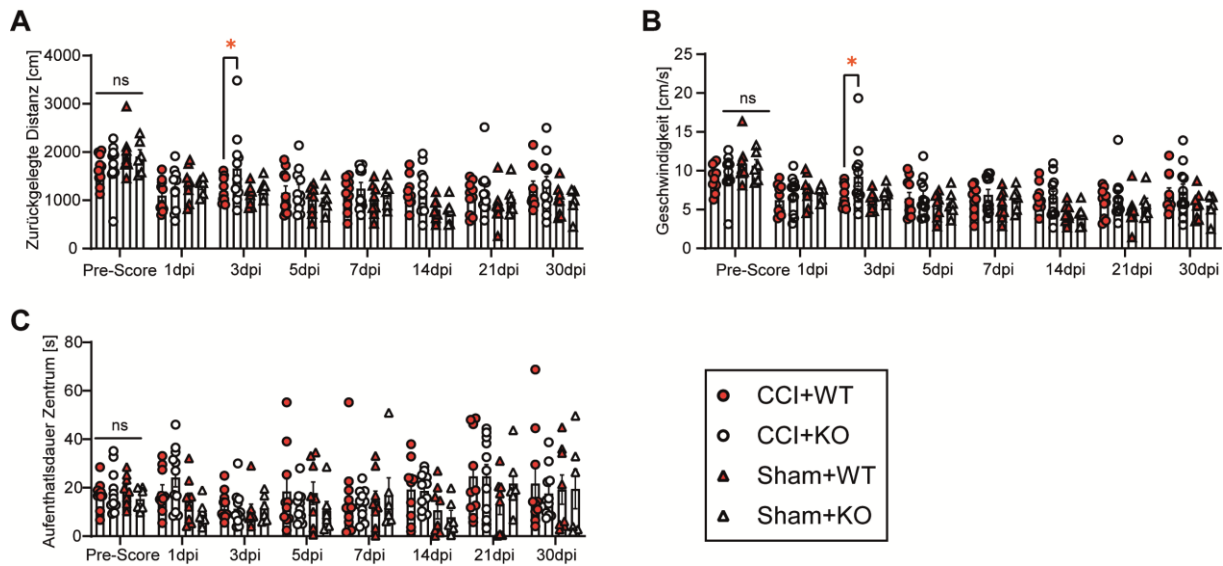 A
Zurückgelegte Distanz [cm]
4000
3000
2000
1000
0
ns
*
Pre-Score 1dpi 3dpi 5dpi 7dpi 14dpi 21dpi 30dpi
B
Geschwindigkeit [cm/s]
25
20
15
10
5
0
ns
*
Pre-Score 1dpi 3dpi 5dpi 7dpi 14dpi 21dpi 30dpi
C
Aufenthatlsdauer Zentrum [s]
80
60
40
20
0
ns
Pre-Score 1dpi 3dpi 5dpi 7dpi 14dpi 21dpi 30dpi
CCI+WT
CCI+KO
Sham+WT
Sham+KO